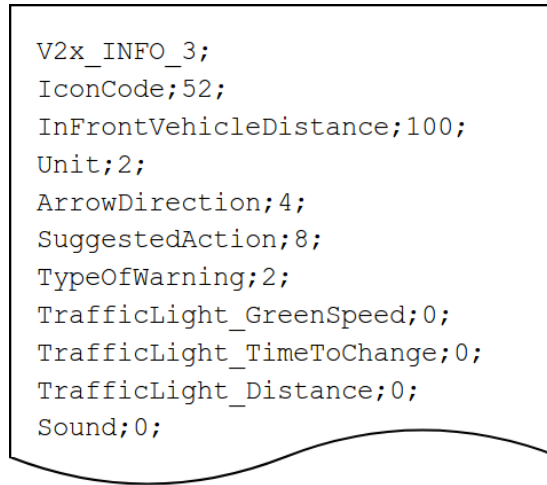 V2x_INFO_3;
IconCode;52;
InFrontVehicleDistance;100;
Unit;2;
ArrowDirection;4;
SuggestedAction;8;
TypeOfWarning;2;
TrafficLight_GreenSpeed;0;
TrafficLight_TimeToChange;0;
TrafficLight_Distance;0;
Sound;0;